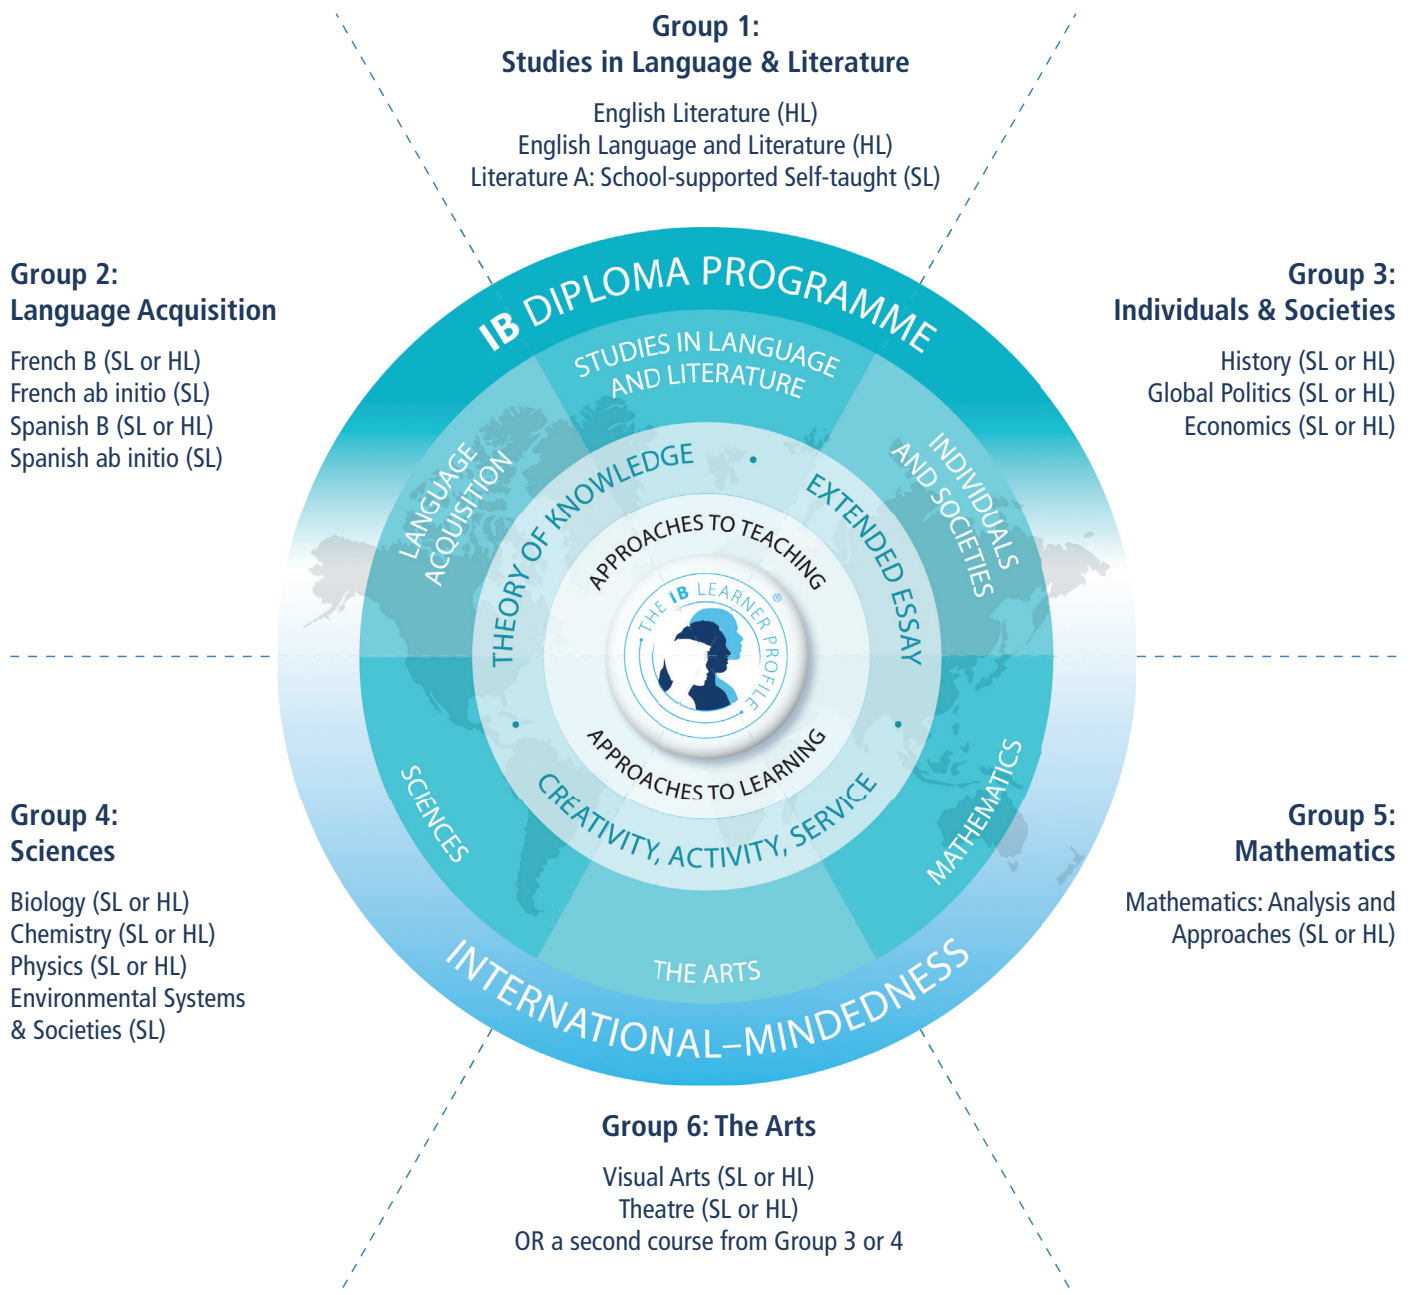 Group 1:
Studies in Language & Literature
English Literature (HL)
English Language and Literature (HL)
Literature A: School-supported Self-taught (SL)
Group 2:
Language Acquisition
French B (SL or HL)
French ab initio (SL)
Spanish B (SL or HL)
Spanish ab initio (SL)
Group 3:
Individuals & Societies
History (SL or HL)
Global Politics (SL or HL)
Economics (SL or HL)
IB DIPLOMA PROGRAMME
STUDIES IN LANGUAGE
AND LITERATURE
LANGUAGE
ACQUISITION
INDIVIDUALS
AND SOCIETIES
THEORY OF KNOWLEDGE
EXTENDED ESSAY
APPROACHES TO TEACHING
THE IB LEARNER PROFILE ®
APPROACHES TO LEARNING
CREATIVITY, ACTIVITY, SERVICE
SCIENCES
MATHEMATICS
THE ARTS
INTERNATIONAL–MINDEDNESS
Group 4:
Sciences
Biology (SL or HL)
Chemistry (SL or HL)
Physics (SL or HL)
Environmental Systems
& Societies (SL)
Group 5:
Mathematics
Mathematics: Analysis and
Approaches (SL or HL)
Group 6: The Arts
Visual Arts (SL or HL)
Theatre (SL or HL)
OR a second course from Group 3 or 4